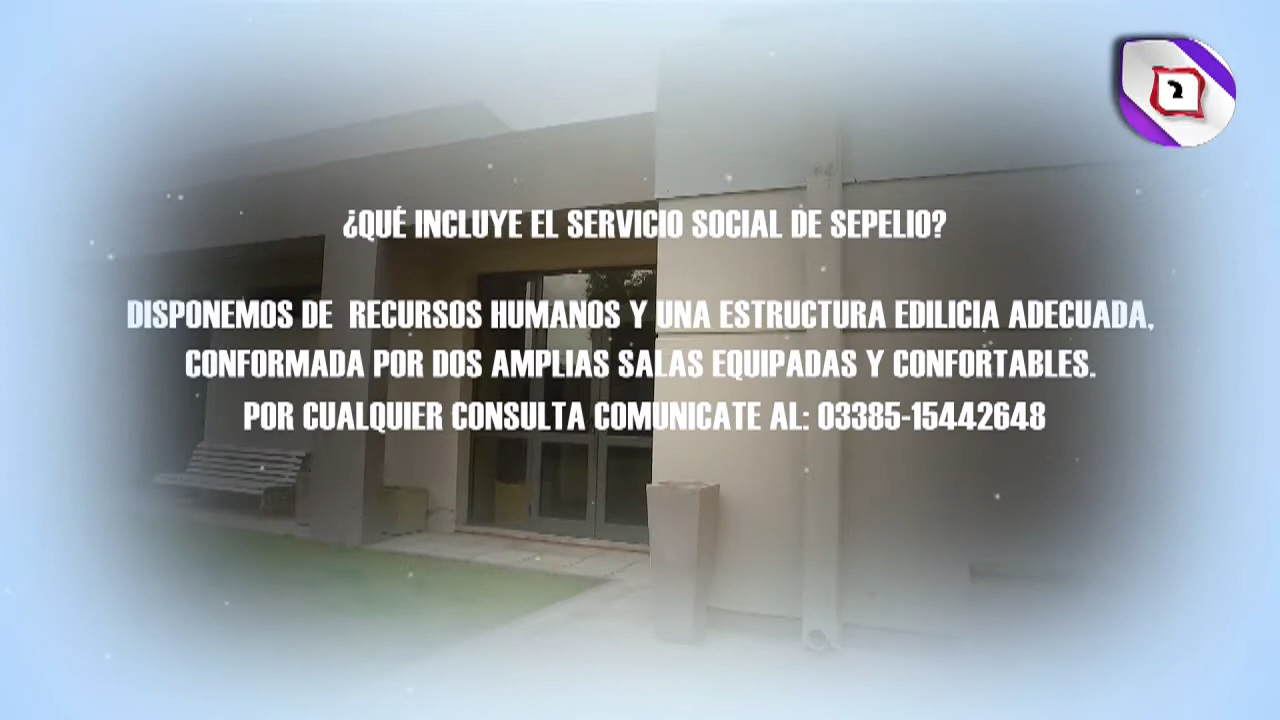 ¿QUÉ INCLUYE EL SERVICIO SOCIAL DE SEPELIO?
DISPONEMOS DE RECURSOS HUMANOS Y UNA ESTRUCTURA EDILICIA ADECUADA,
CONFORMADA POR DOS AMPLIAS SALAS EQUIPADAS Y CONFORTABLES.
POR CUALQUIER CONSULTA COMUNICATE AL: 03385-15442648